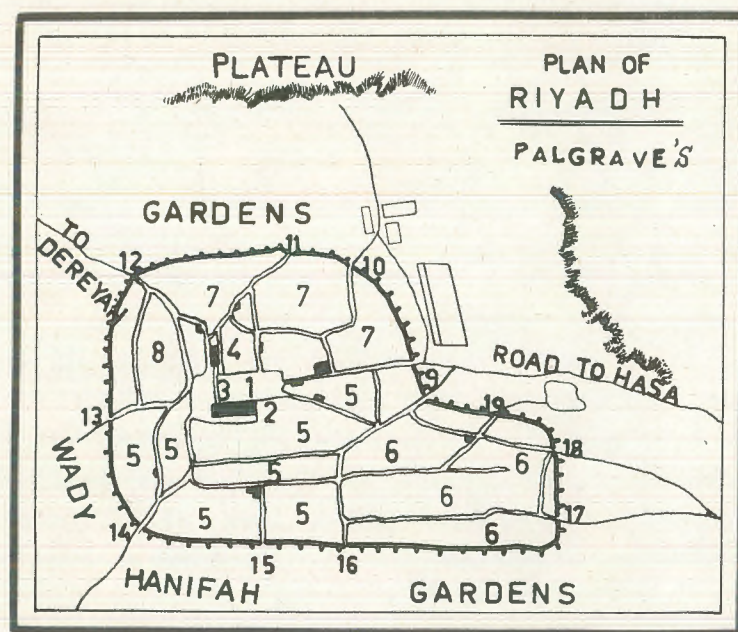 PLATEAU
PLAN OF
RIYADH
PALGRAVE'S
GARDENS
TO
DEREYAH
12
11
10
7
7
8
4
7
ROAD TO HASA
3
1
5
9
2
19
13
5
5
5
6
6
18
WADY
5
6
6
17
14
5
5
6
15
16
HANIFAH
GARDENS